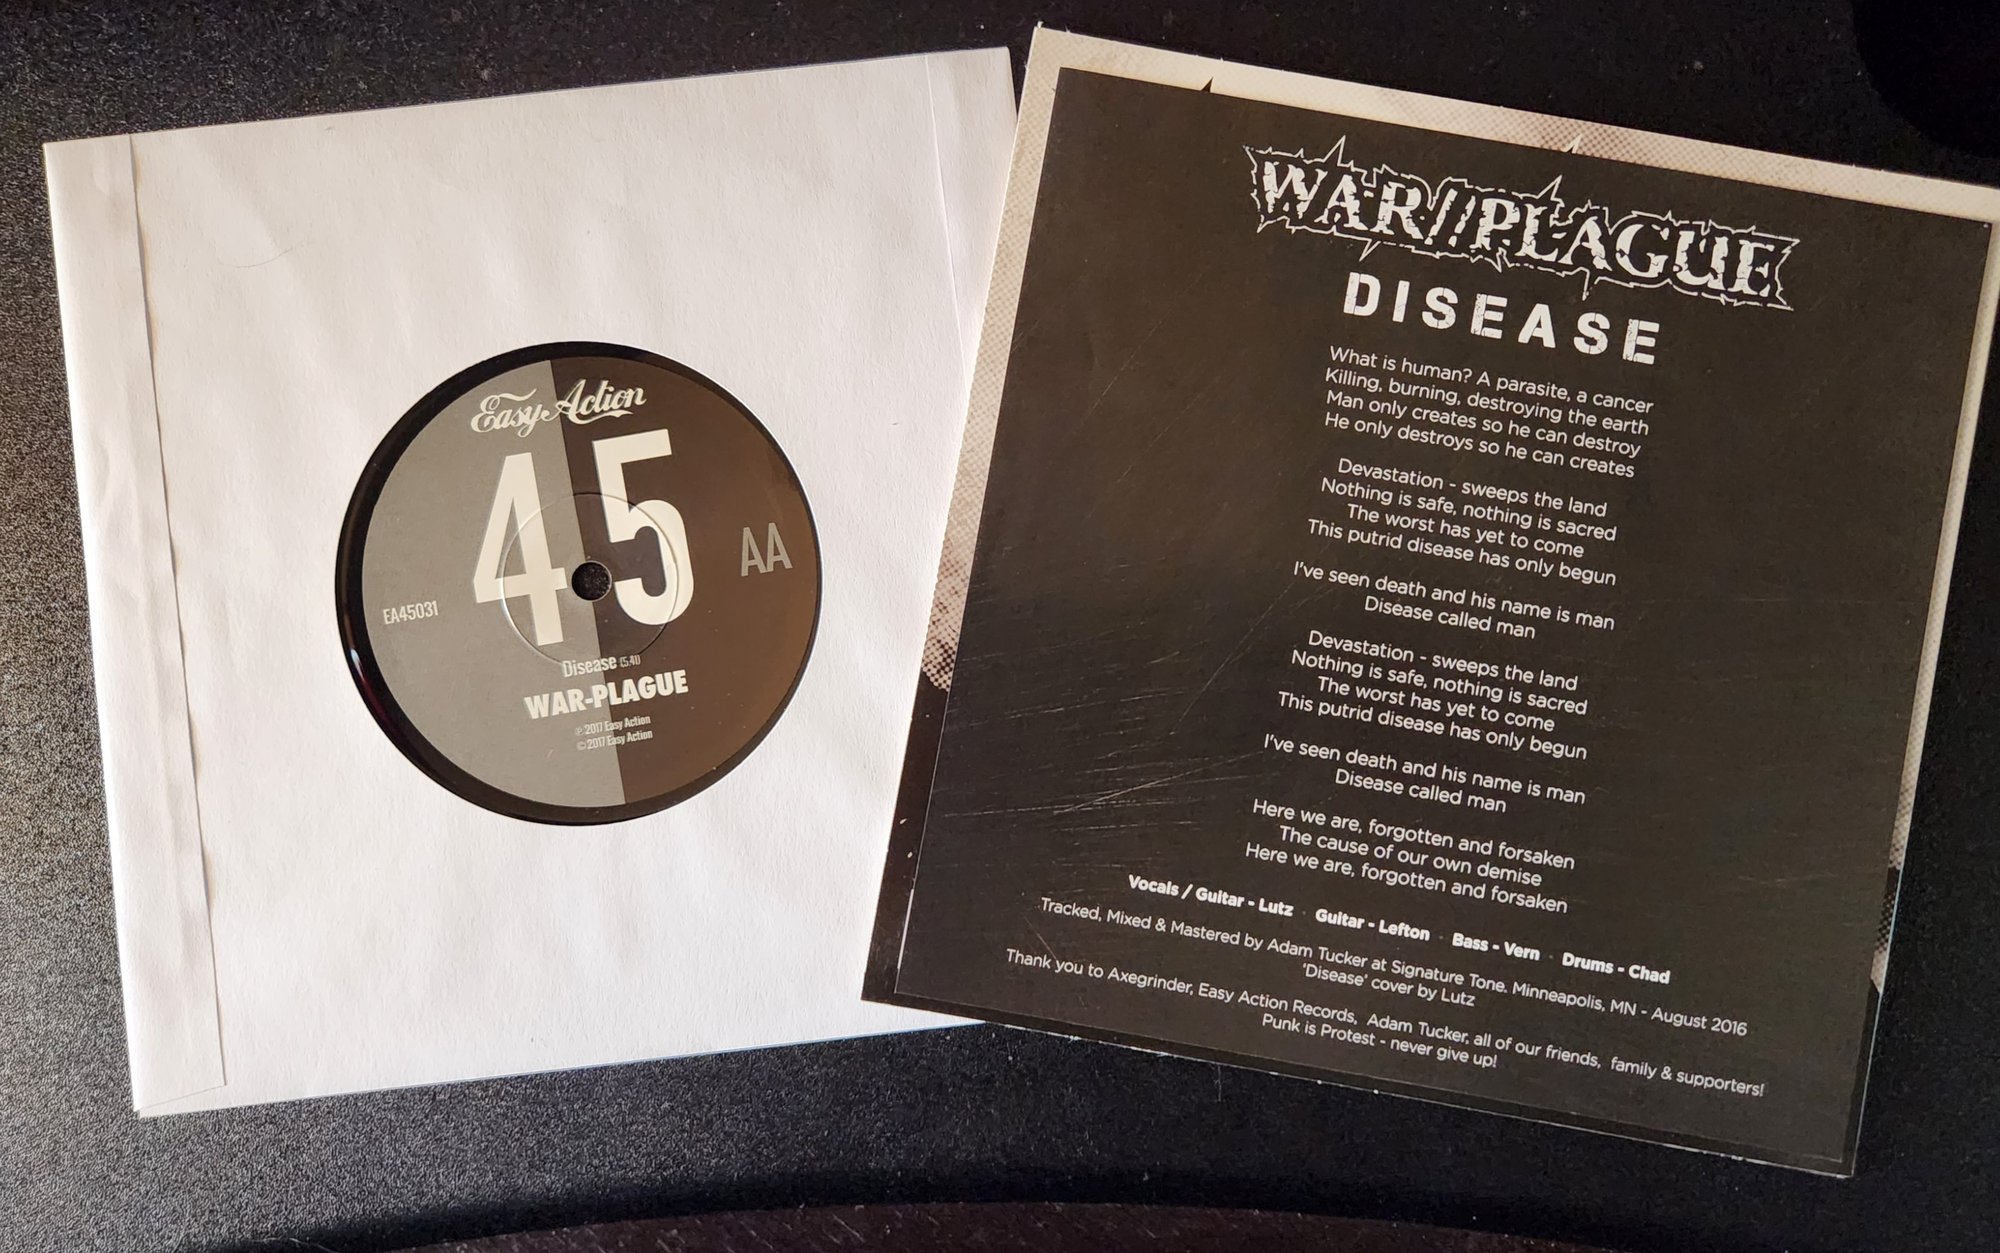 Easy Action
45
AA
EA45031
Disease (5.41)
WAR-PLAGUE
℗ 2017 Easy Action
© 2017 Easy Action
WAR//PLAGUE
DISEASE
What is human? A parasite, a cancer
Killing, burning, destroying the earth
Man only creates so he can destroy
He only destroys so he can creates
Devastation - sweeps the land
Nothing is safe, nothing is sacred
The worst has yet to come
This putrid disease has only begun
I've seen death and his name is man
Disease called man
Devastation - sweeps the land
Nothing is safe, nothing is sacred
The worst has yet to come
This putrid disease has only begun
I've seen death and his name is man
Disease called man
Here we are, forgotten and forsaken
The cause of our own demise
Here we are, forgotten and forsaken
Vocals / Guitar - Lutz · Guitar - Lefton · Bass - Vern · Drums - Chad
Tracked, Mixed & Mastered by Adam Tucker at Signature Tone. Minneapolis, MN - August 2016
'Disease' cover by Lutz
Thank you to Axegrinder, Easy Action Records, Adam Tucker, all of our friends, family & supporters!
Punk is Protest - never give up!